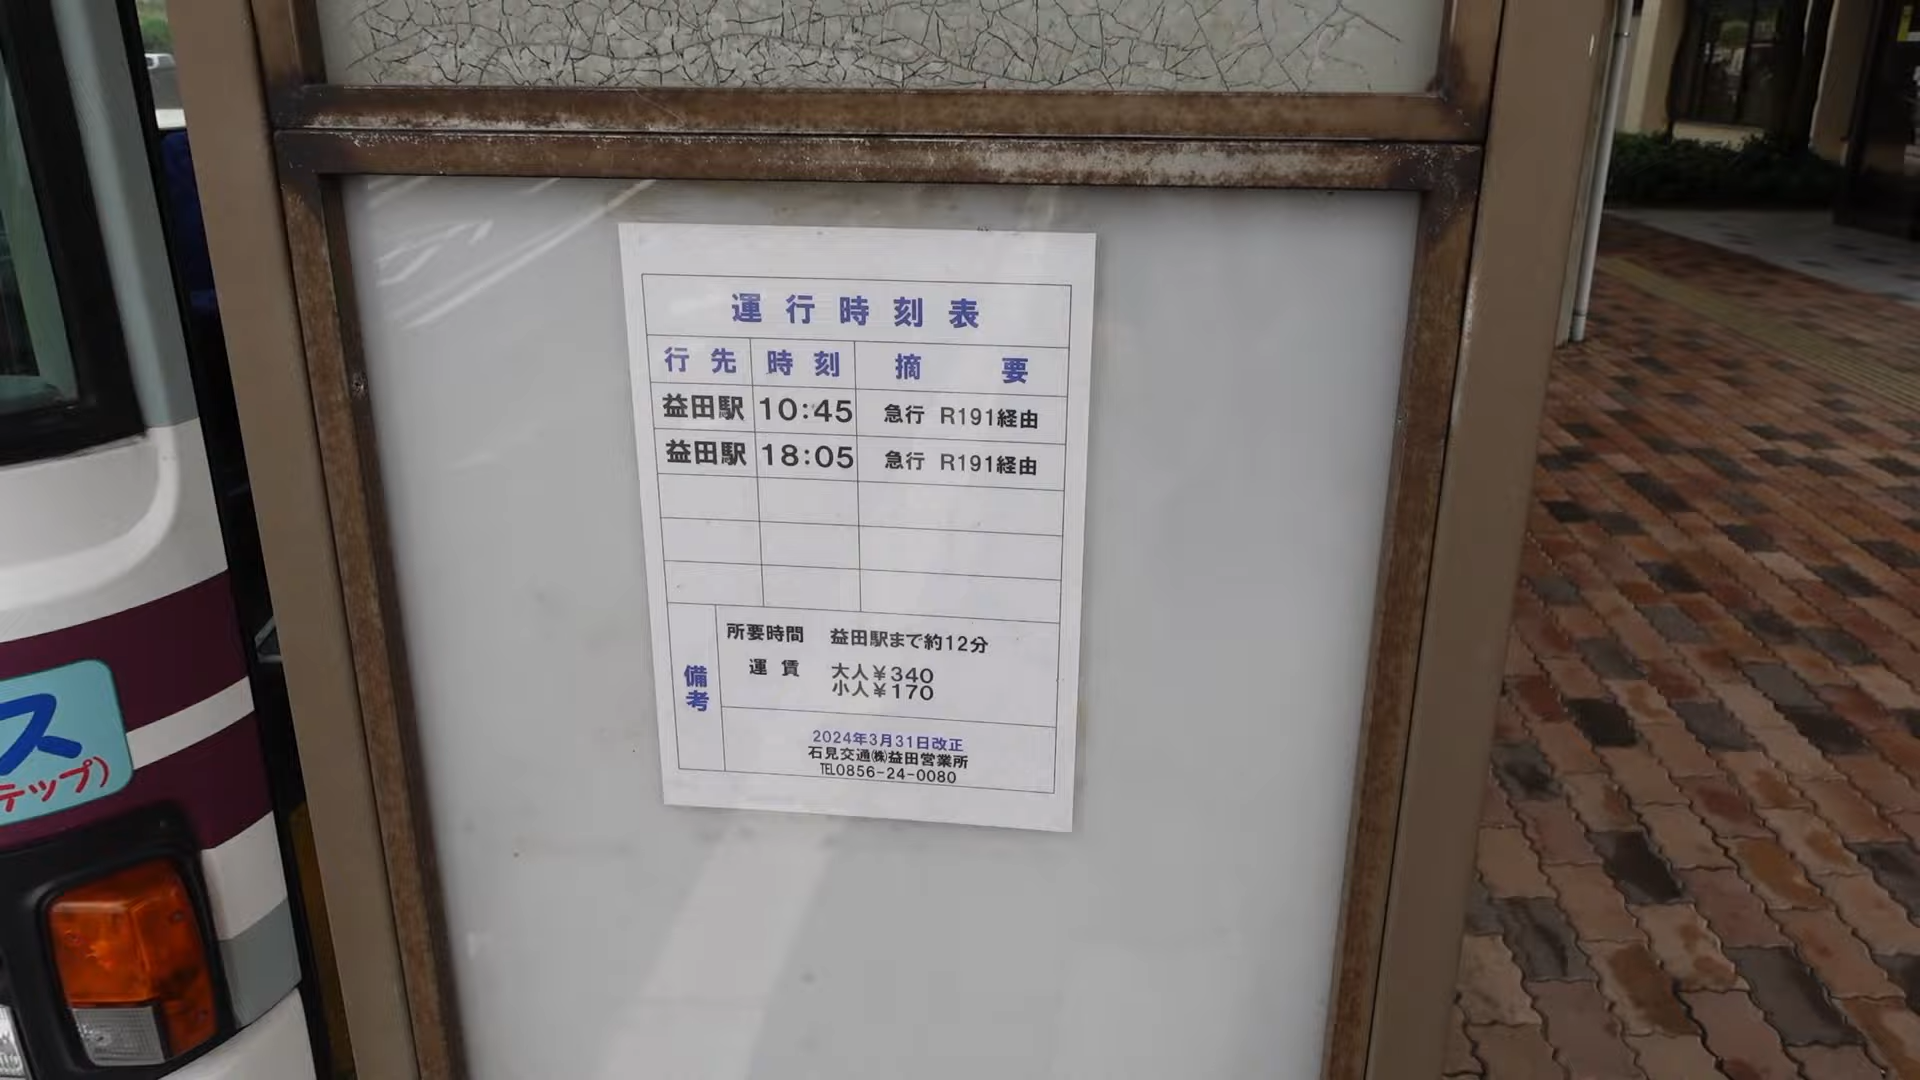 運行時刻表
行先 時刻 摘要
益田駅 10:45 急行 R191経由
益田駅 18:05 急行 R191経由
備考
所要時間 益田駅まで約12分
運賃 大人¥340
小人¥170
2024年3月31日改正
石見交通㈱益田営業所
℡0856-24-0080
ス
テップ)